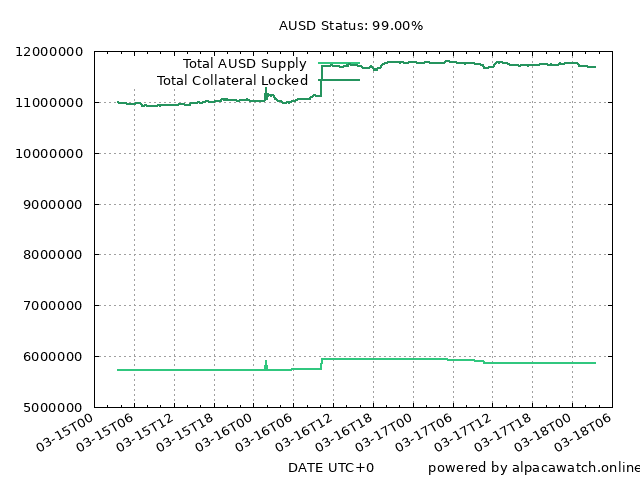 AUSD Status: 99.00%
Total AUSD Supply
Total Collateral Locked
12000000
11000000
10000000
9000000
8000000
7000000
6000000
5000000
03-15T00
03-15T06
03-15T12
03-15T18
03-16T00
03-16T06
03-16T12
03-16T18
03-17T00
03-17T06
03-17T12
03-17T18
03-18T00
03-18T06
DATE UTC+0
powered by alpacawatch.online